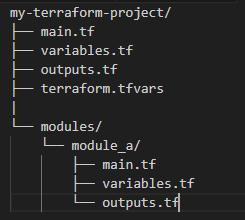 my-terraform-project/
├── main.tf
├── variables.tf
├── outputs.tf
├── terraform.tfvars
|
└── modules/
    └── module_a/
        ├── main.tf
        ├── variables.tf
        └── outputs.tf